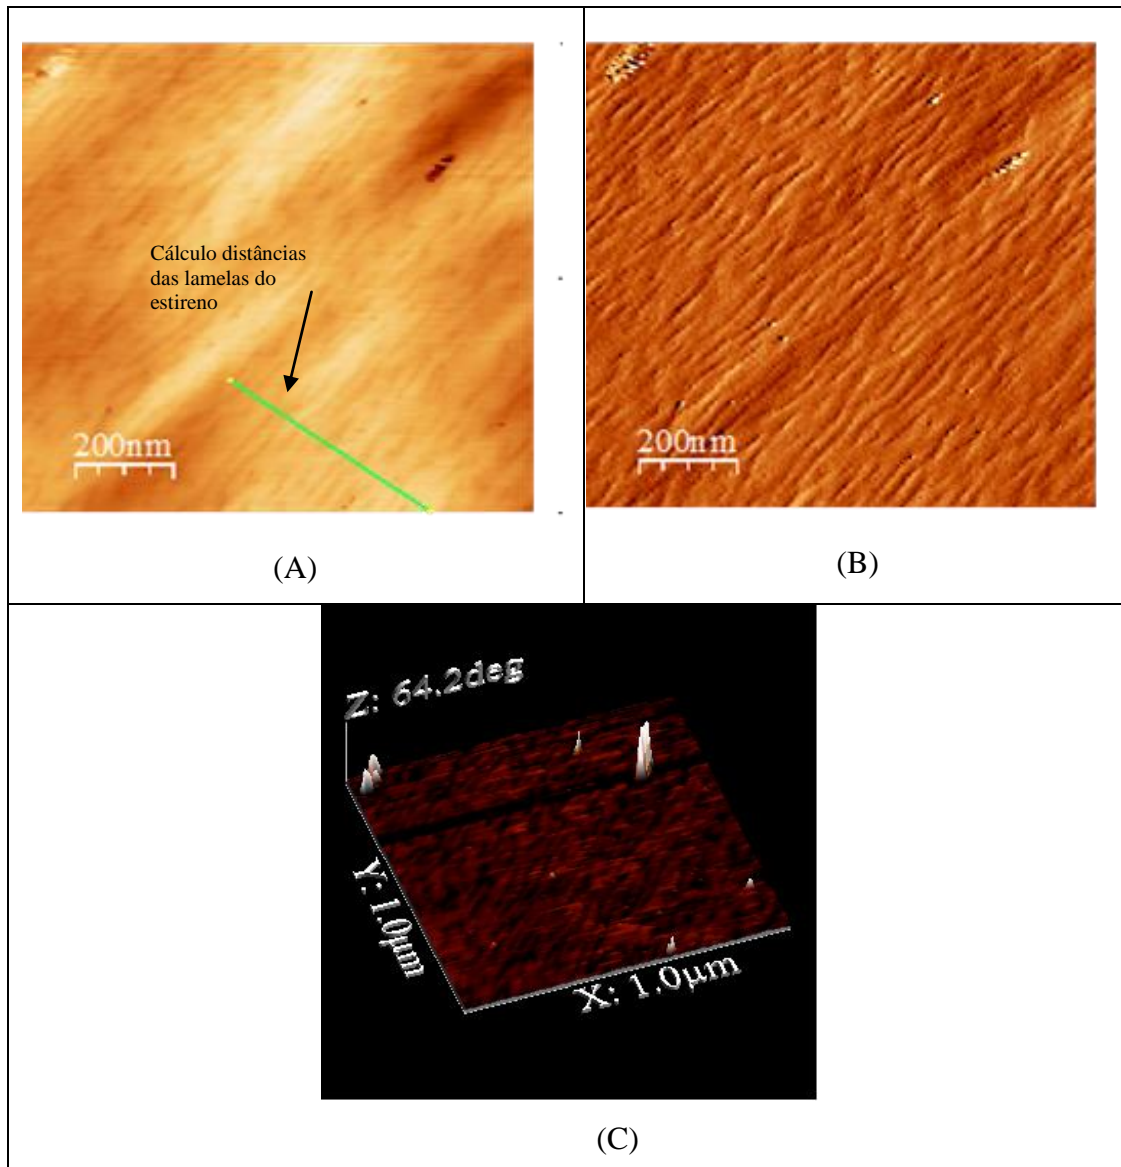 Cálculo distâncias
das lamelas do
estireno
200nm
(A)
200nm
(B)
Z: 64.2deg
Y: 1.0µm
X: 1.0µm
(C)